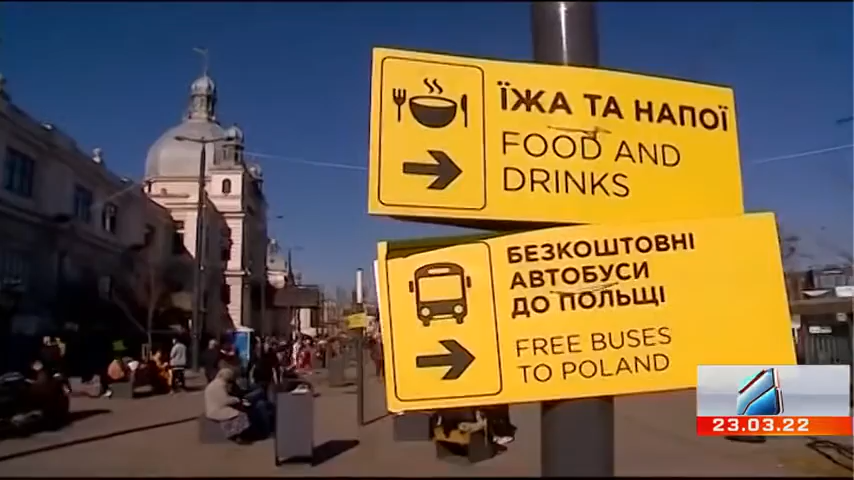 ЇЖА ТА НАПОЇ
FOOD AND
DRINKS
БЕЗКОШТОВНІ
АВТОБУСИ
ДО ПОЛЬЩІ
FREE BUSES
TO POLAND
23.03.22